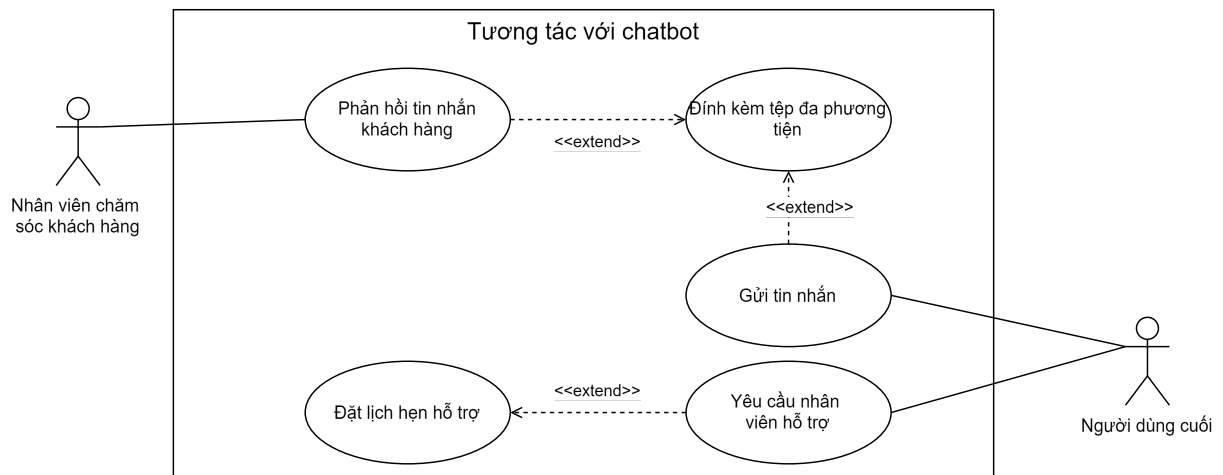 Tương tác với chatbot
Phản hồi tin nhắn
khách hàng
<<extend>>
Đính kèm tệp đa phương
tiện
Nhân viên chăm
sóc khách hàng
<<extend>>
Gửi tin nhắn
Đặt lịch hẹn hỗ trợ
<<extend>>
Yêu cầu nhân
viên hỗ trợ
Người dùng cuối